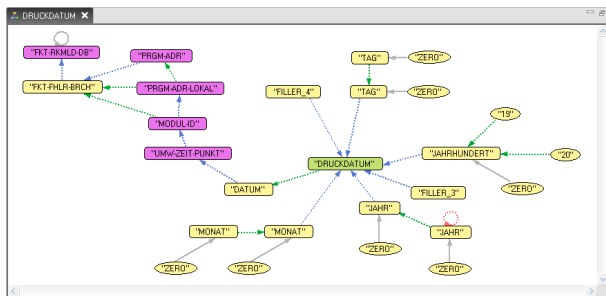 DRUCKDATUM
"FKT-RKMLD-DB"
"PRGM-ADR"
"TAG"
"ZERO"
"FKT-FHLR-BRCH"
"PRGM-ADR-LOKAL"
"FILLER_4"
"TAG"
"ZERO"
"MODUL-ID"
"19"
"UMW-ZEIT-PUNKT"
"DRUCKDATUM"
"JAHRHUNDERT"
"20"
"DATUM"
"FILLER_3"
"ZERO"
"JAHR"
"MONAT"
"MONAT"
"JAHR"
"ZERO"
"ZERO"
"ZERO"
"ZERO"